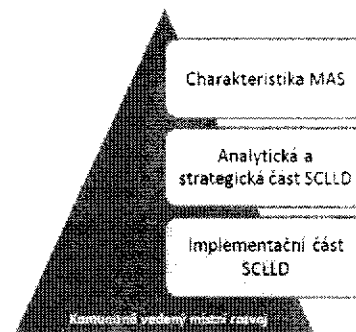 Charakteristika MAS
Analytická a
strategická část SCLLD
Implementační část
SCLLD
Komunitně vedený místní rozvoj